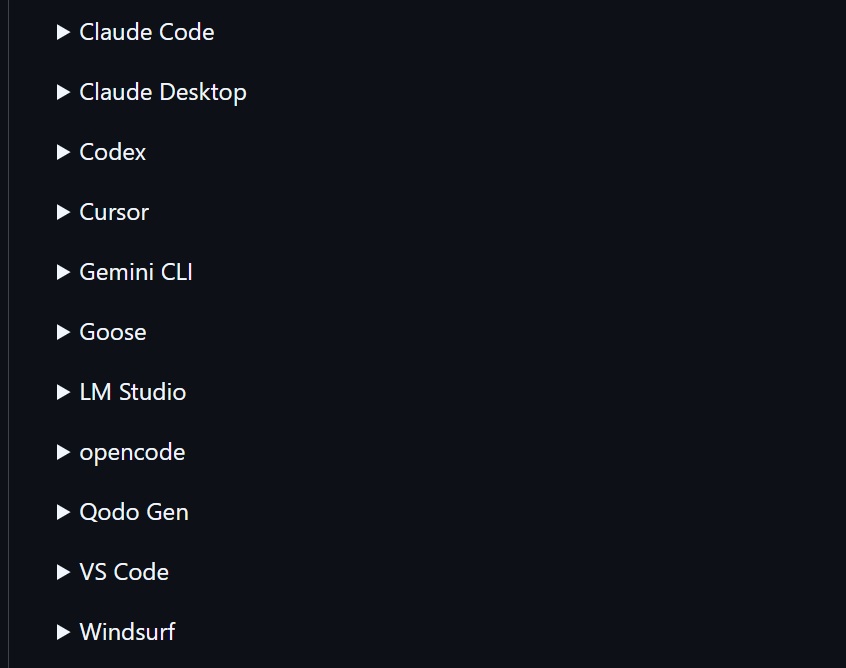 Claude Code
Claude Desktop
Codex
Cursor
Gemini CLI
Goose
LM Studio
opencode
Qodo Gen
VS Code
Windsurf